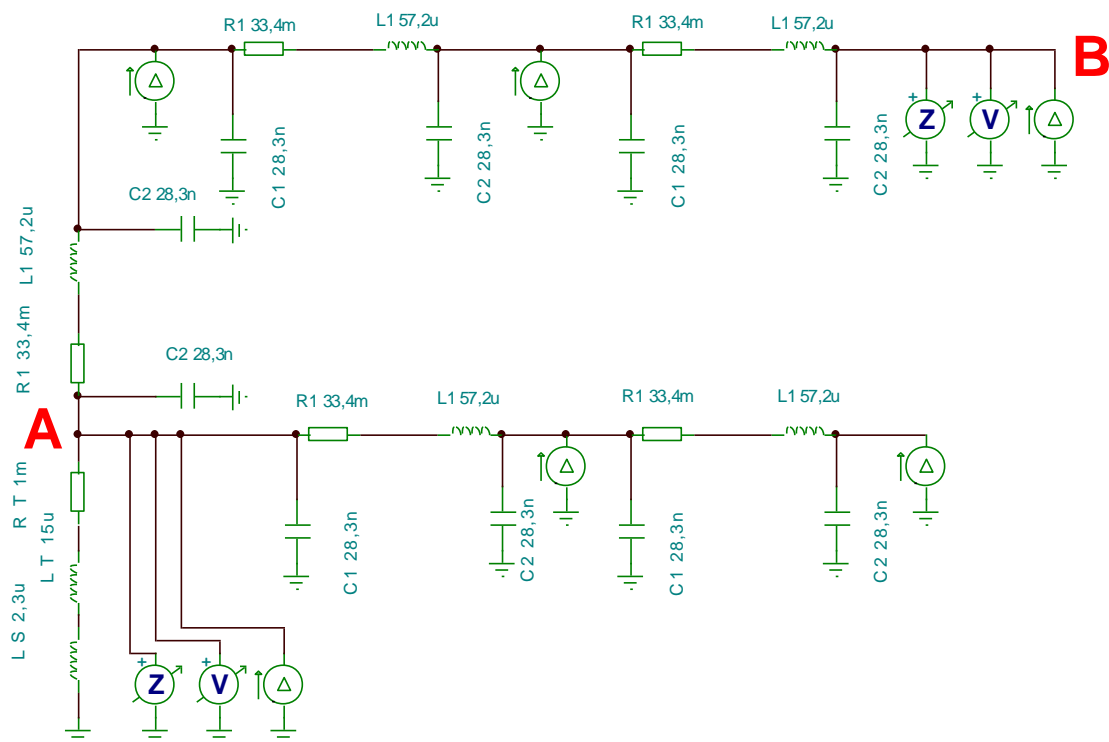 R1 33,4m
L1 57,2u
R1 33,4m
L1 57,2u
B
Δ
Δ
+
Z
+
V
Δ
C1 28,3n
C2 28,3n
C1 28,3n
C2 28,3n
C2 28,3n
L1 57,2u
R1 33,4m
C2 28,3n
A
R1 33,4m
L1 57,2u
R1 33,4m
L1 57,2u
Δ
Δ
R T 1m
L T 15u
L S 2,3u
C1 28,3n
C2 28,3n
C1 28,3n
C2 28,3n
+
Z
+
V
Δ